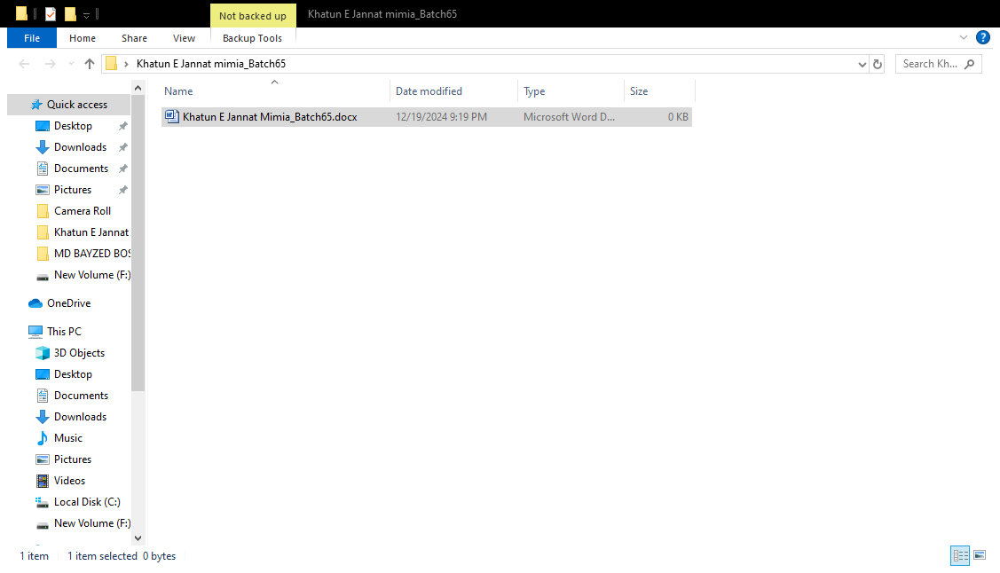 Not backed up
Khatun E Jannat mimia_Batch65
File
Home
Share
View
Backup Tools
?
Khatun E Jannat mimia_Batch65
Search Kh...
Name
Date modified
Type
Size
Khatun E Jannat Mimia_Batch65.docx
12/19/2024 9:19 PM
Microsoft Word D...
0 KB
Quick access
Desktop
Downloads
Documents
Pictures
Camera Roll
Khatun E Jannat
MD BAYZED BOS
New Volume (F:)
OneDrive
This PC
3D Objects
Desktop
Documents
Downloads
Music
Pictures
Videos
Local Disk (C:)
New Volume (F:)
1 item
1 item selected 0 bytes